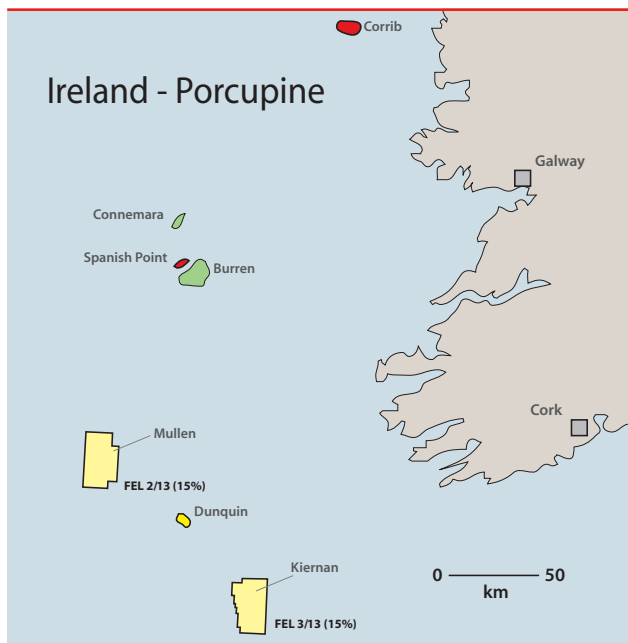 Corrib
Ireland - Porcupine
Galway
Connemara
Spanish Point
Burren
Cork
Mullen
FEL 2/13 (15%)
Dunquin
Kiernan
0 50
km
FEL 3/13 (15%)